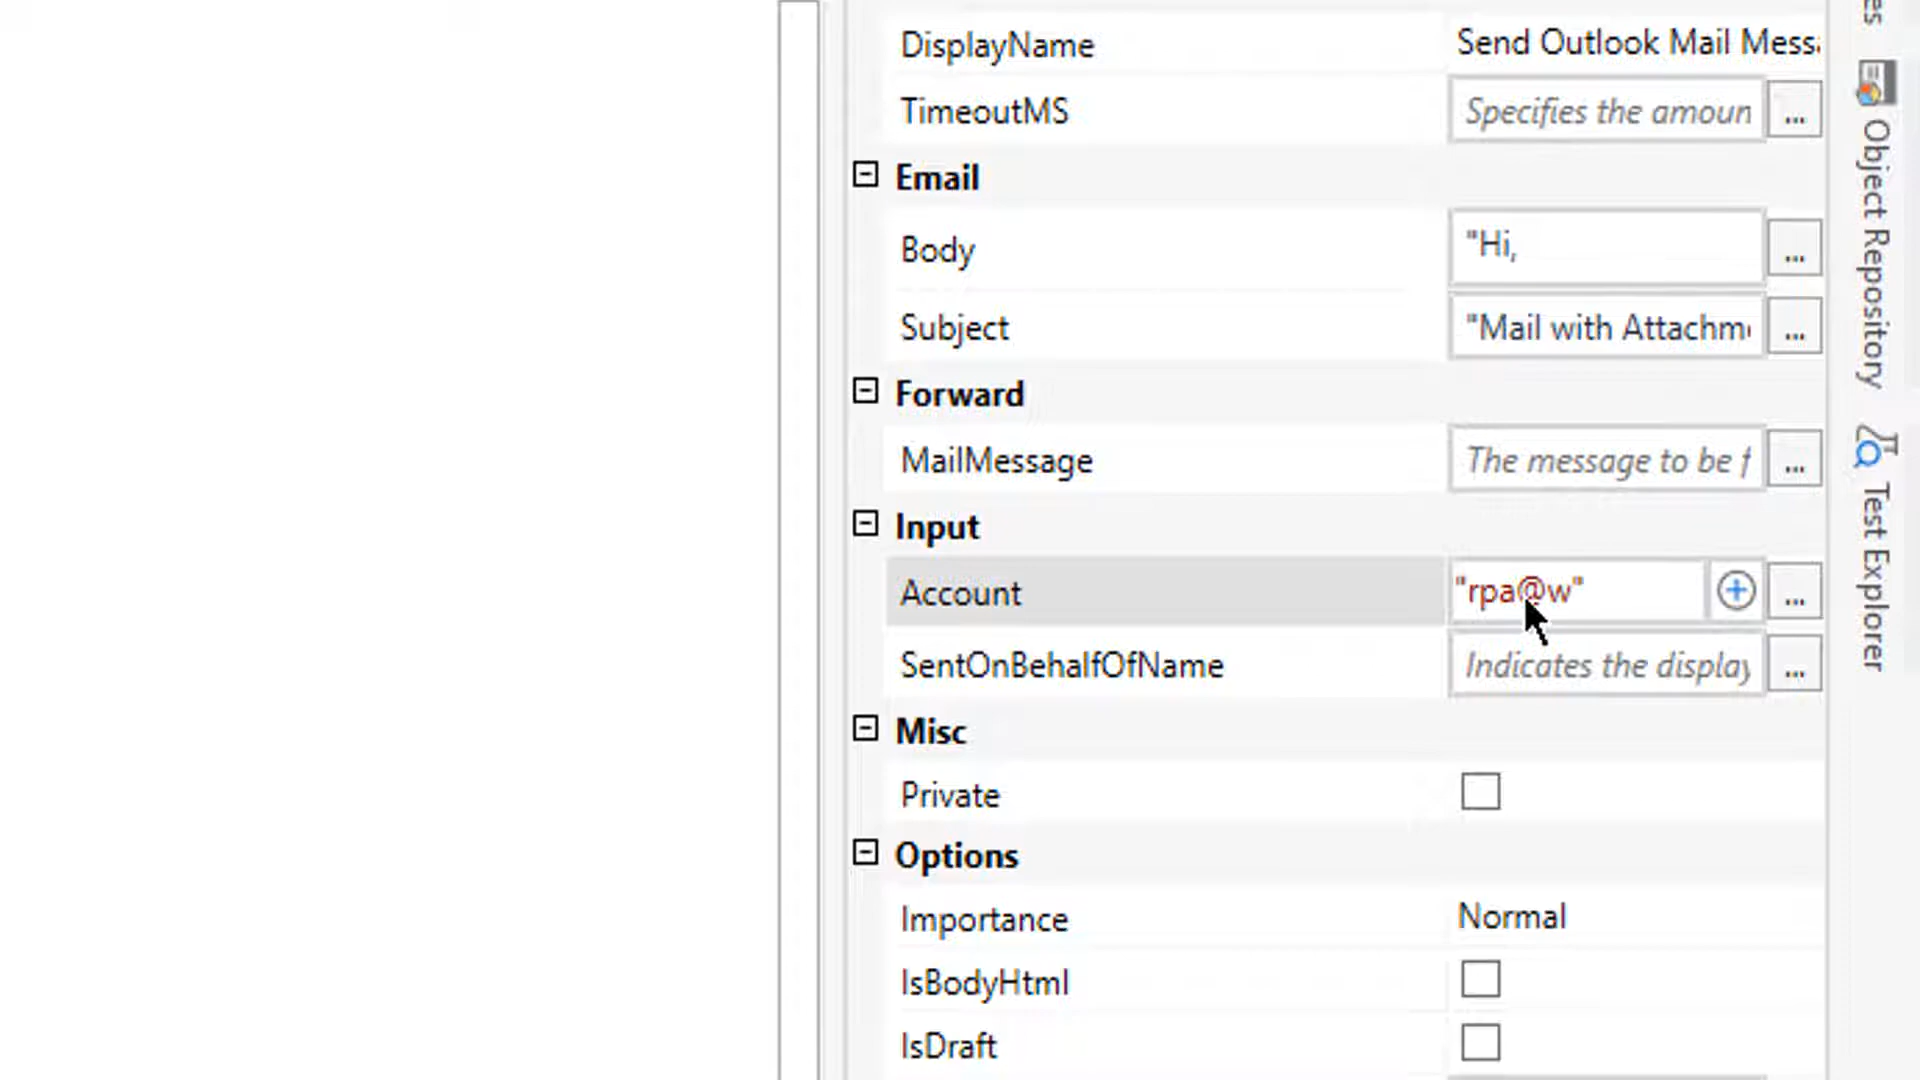 DisplayName
Send Outlook Mail Messa
TimeoutMS
Specifies the amoun
...
Email
Body
"Hi,
...
Subject
"Mail with Attachm
...
Forward
MailMessage
The message to be f
...
Input
Account
"rpa@w"
...
SentOnBehalfOfName
Indicates the display
...
Misc
Private
Options
Importance
Normal
IsBodyHtml
IsDraft
es
Object Repository
Test Explorer